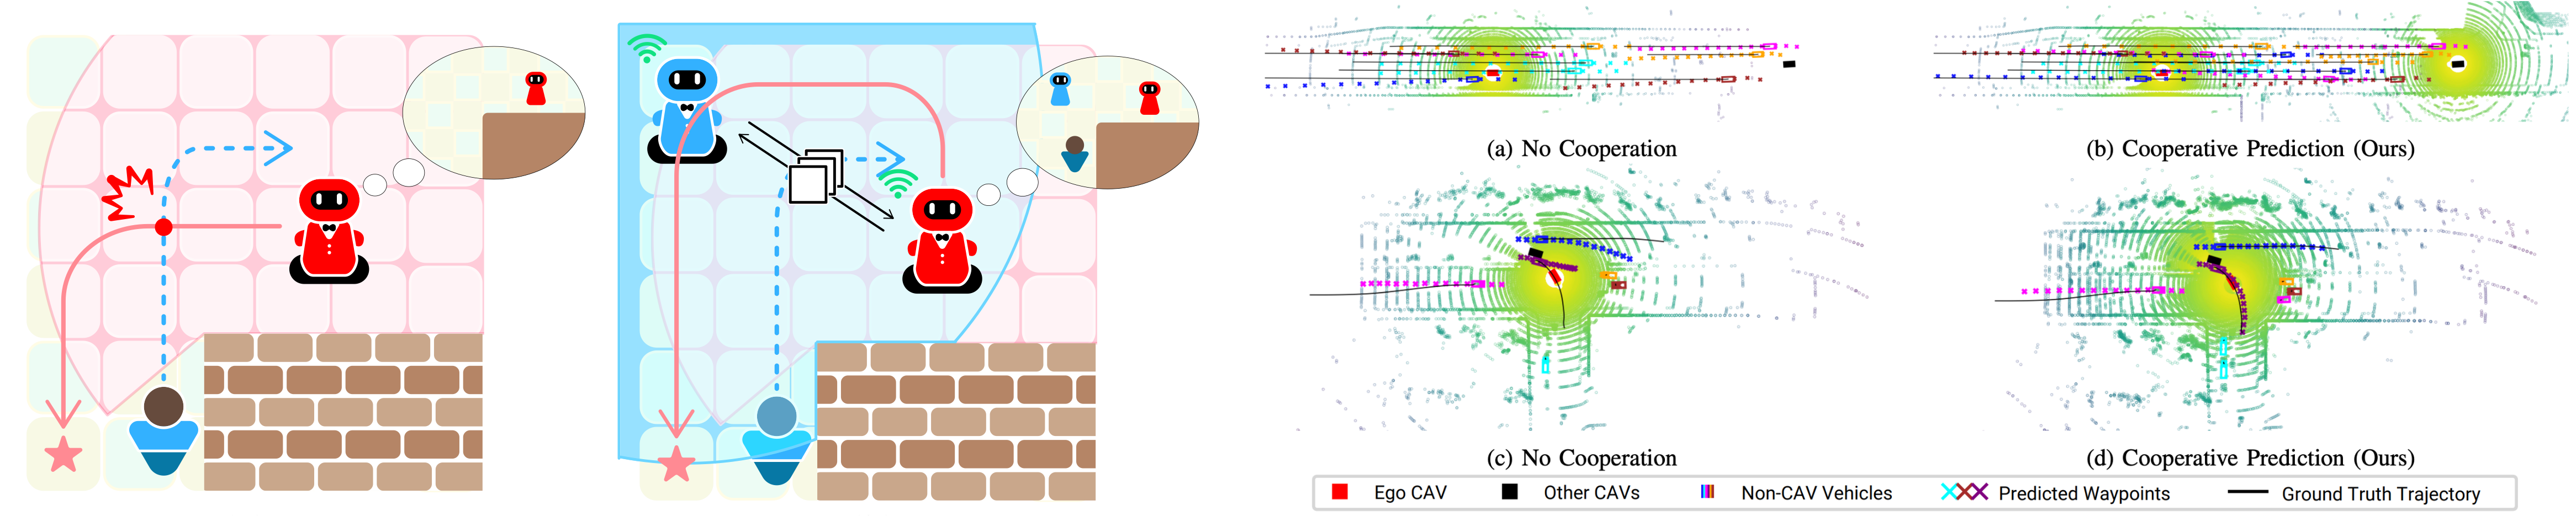 (a) No Cooperation
(b) Cooperative Prediction (Ours)
(c) No Cooperation
(d) Cooperative Prediction (Ours)
Ego CAV Other CAVs Non-CAV Vehicles Predicted Waypoints Ground Truth Trajectory